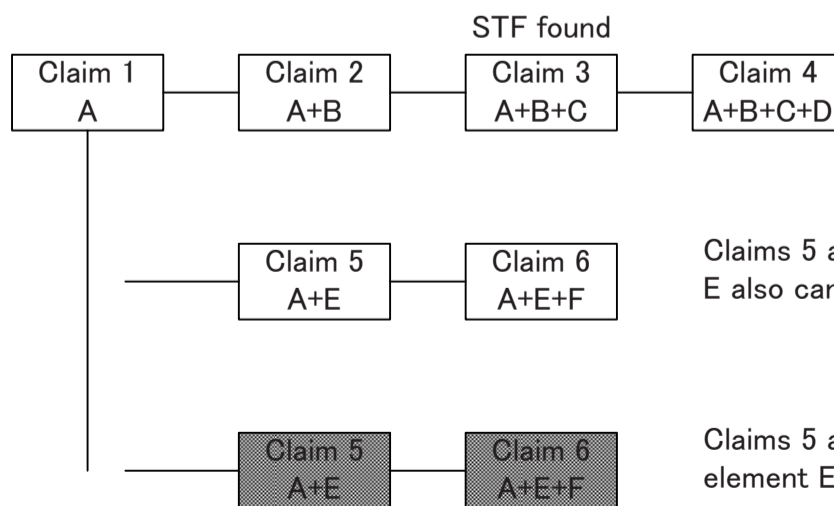 STF found
Claim 1
A
Claim 2
A+B
Claim 3
A+B+C
Claim 4
A+B+C+D
Claim 5
A+E
Claim 6
A+E+F
Claims 5 a
E also can
Claim 5
A+E
Claim 6
A+E+F
Claims 5 a
element E